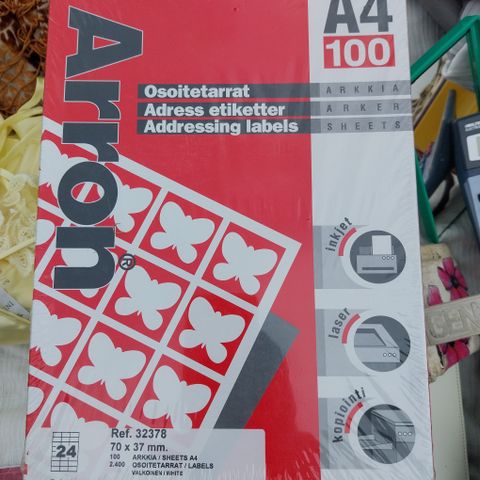 A4
100
Arron®
Osoitetarrat
Adress etiketter
Addressing labels
ARKKIA
ARKER
SHEETS
inkjet
laser
kopiointi
24
Ref. 32378
70 x 37 mm.
100 ARKKIA / SHEETS A4
2.400 OSOITETARRAT / LABELS
VALKOINEN / WHITE